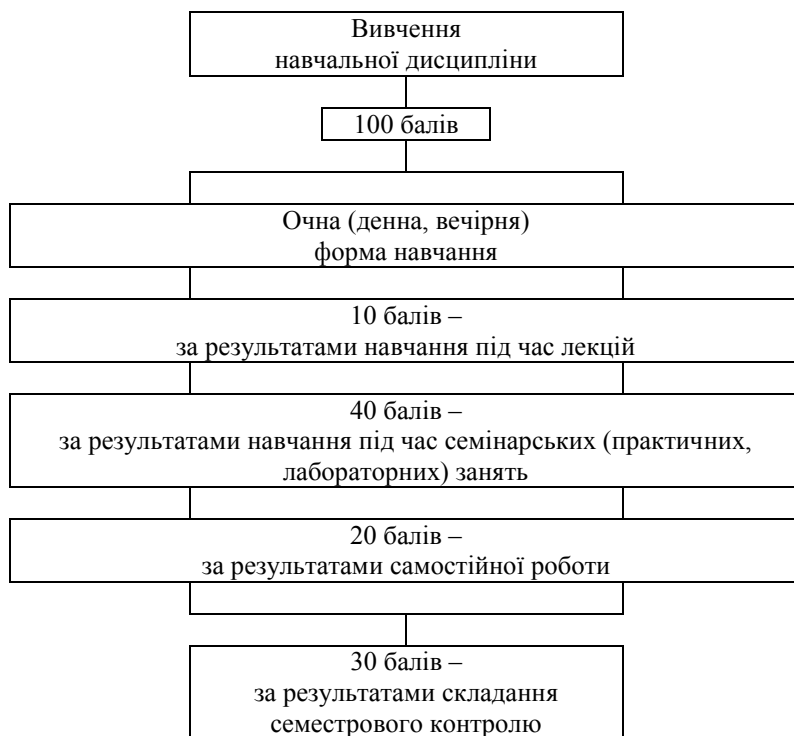 Вивчення
навчальної дисципліни
100 балів
Очна (денна, вечірня)
форма навчання
10 балів –
за результатами навчання під час лекцій
40 балів –
за результатами навчання під час семінарських (практичних,
лабораторних) занять
20 балів –
за результатами самостійної роботи
30 балів –
за результатами складання
семестрового контролю